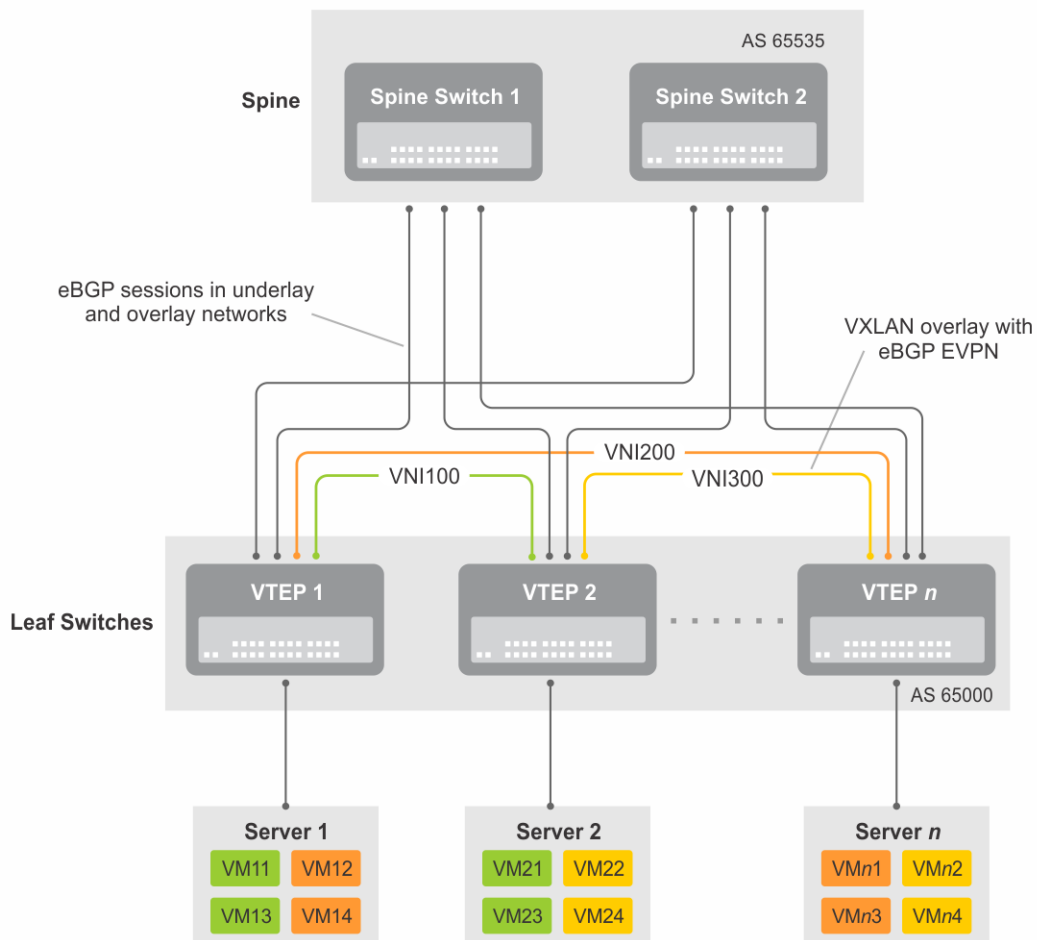 AS 65535
Spine
Spine Switch 1
Spine Switch 2
eBGP sessions in underlay
and overlay networks
VXLAN overlay with
eBGP EVPN
VNI200
VNI100
VNI300
Leaf Switches
VTEP 1
VTEP 2
VTEP n
AS 65000
Server 1
VM11
VM12
VM13
VM14
Server 2
VM21
VM22
VM23
VM24
Server n
VMn1
VMn2
VMn3
VMn4